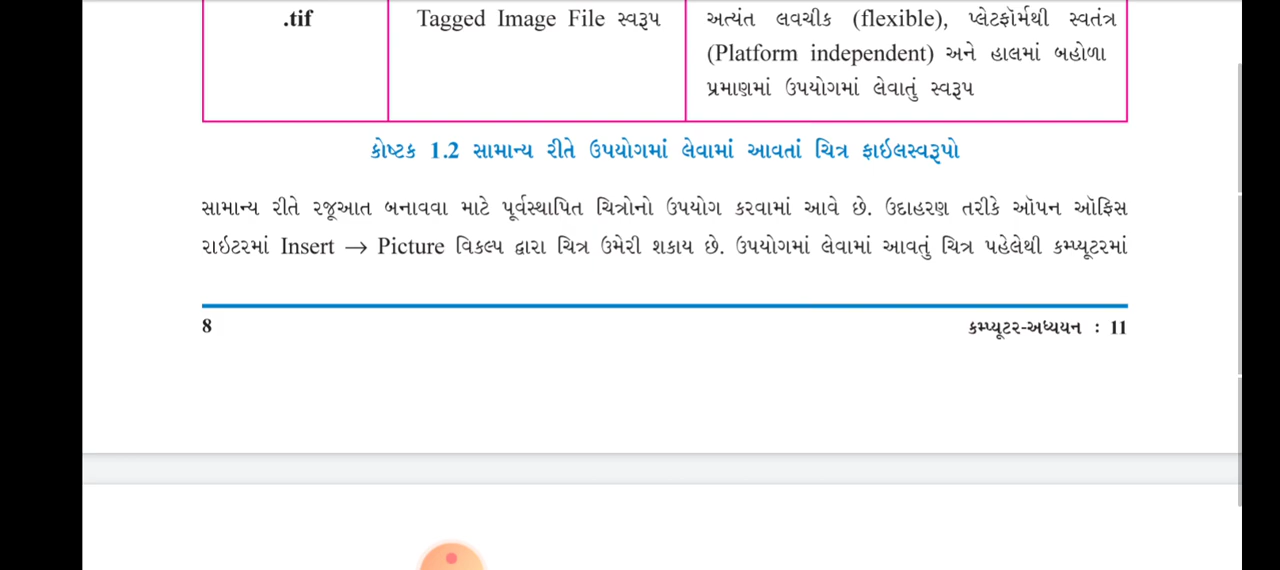 .tif Tagged Image File સ્વરૂપ અત્યંત લવચીક (flexible), પ્લેટફૉર્મથી સ્વતંત્ર
(Platform independent) અને હાલમાં બહોળા
પ્રમાણમાં ઉપયોગમાં લેવાતું સ્વરૂપ
કોષ્ટક 1.2 સામાન્ય રીતે ઉપયોગમાં લેવામાં આવતાં ચિત્ર ફાઇલસ્વરૂપો
સામાન્ય રીતે રજૂઆત બનાવવા માટે પૂર્વસ્થાપિત ચિત્રોનો ઉપયોગ કરવામાં આવે છે. ઉદાહરણ તરીકે ઑપન ઑફિસ
રાઇટરમાં Insert → Picture વિકલ્પ દ્વારા ચિત્ર ઉમેરી શકાય છે. ઉપયોગમાં લેવામાં આવતું ચિત્ર પહેલેથી કમ્પ્યૂટરમાં
8 કમ્પ્યૂટર-અધ્યયન : 11